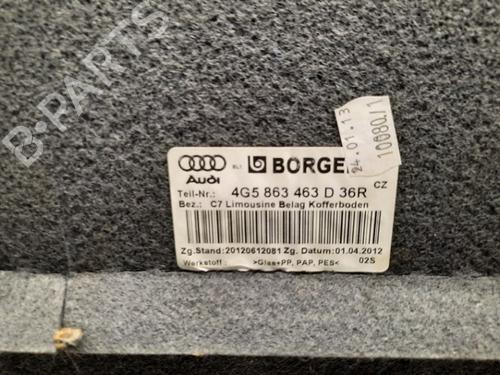 B-PARTS
24.01.13
10080/1
Audi BORGE
Teil-Nr.: 4G5 863 463 D 36R CZ
Bez.: C7 Limousine Belag Kofferboden
Zg.Stand:20120612081 Zg. Datum:01.04.2012
Werkstoff: >Glas+PP, PAP, PES< 02S